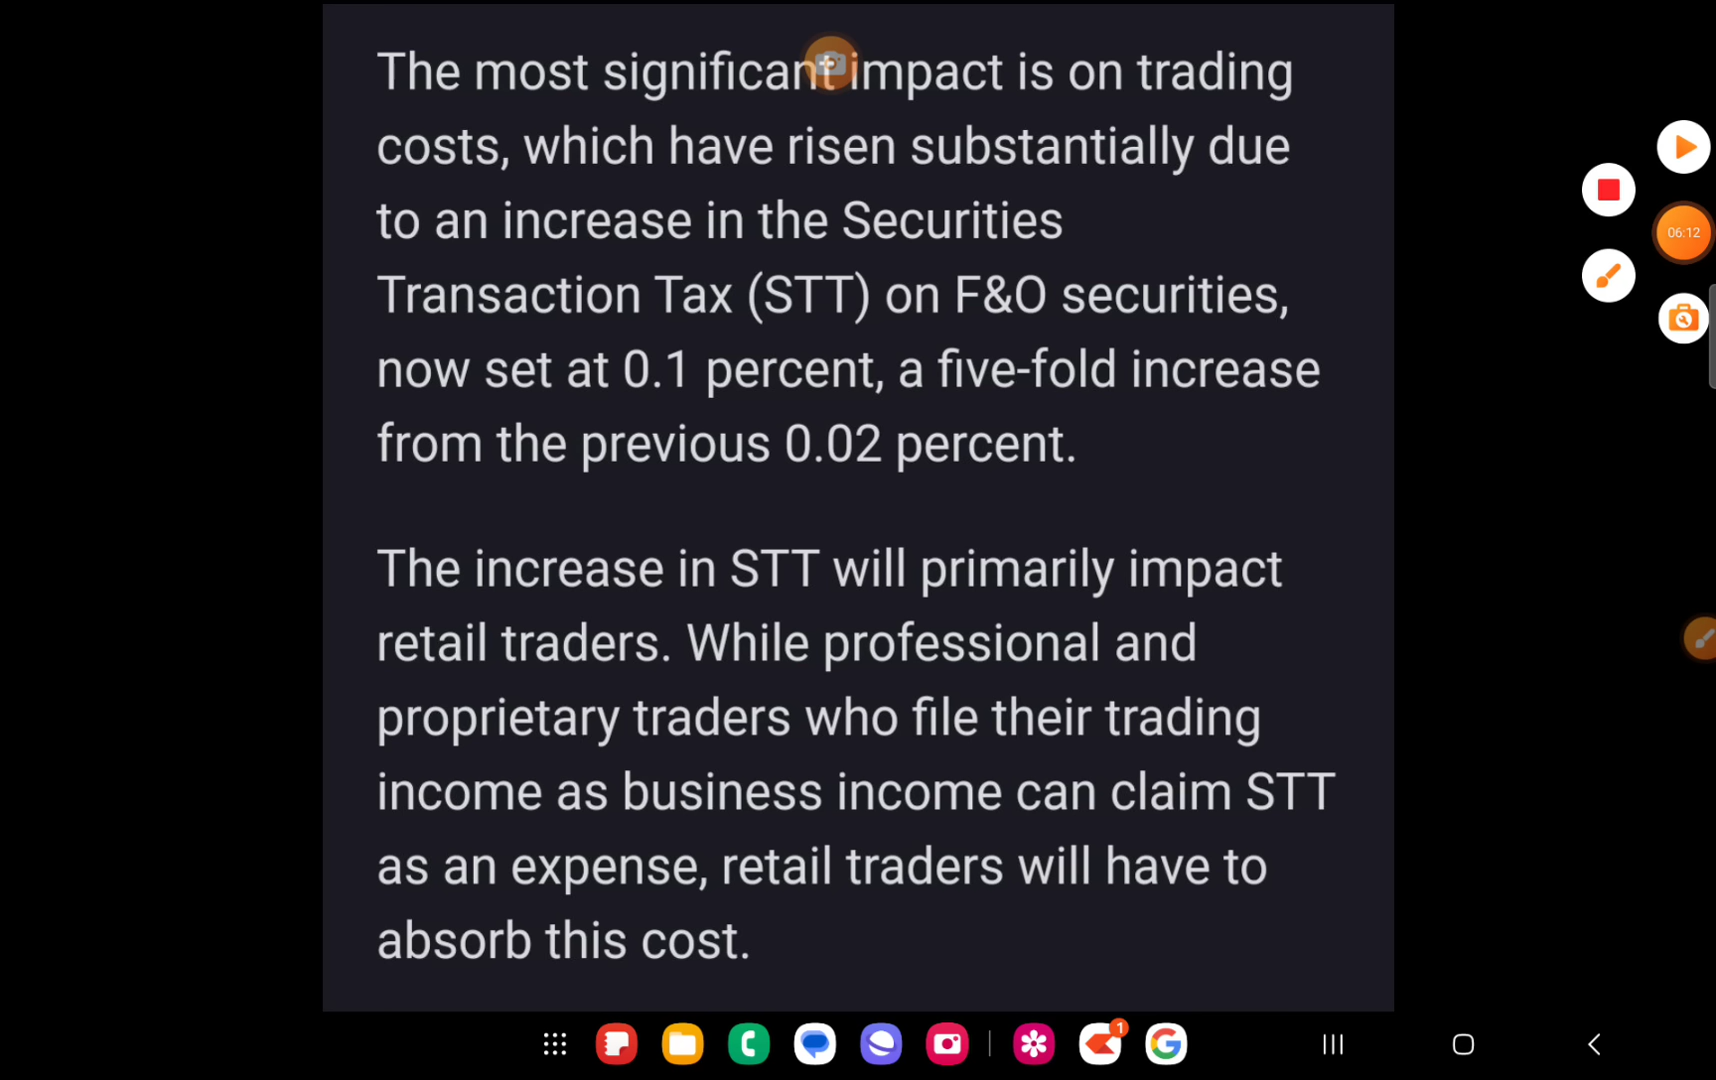 The most significant impact is on trading
costs, which have risen substantially due
to an increase in the Securities
Transaction Tax (STT) on F&O securities,
now set at 0.1 percent, a five-fold increase
from the previous 0.02 percent.
The increase in STT will primarily impact
retail traders. While professional and
proprietary traders who file their trading
income as business income can claim STT
as an expense, retail traders will have to
absorb this cost.
06:12
1